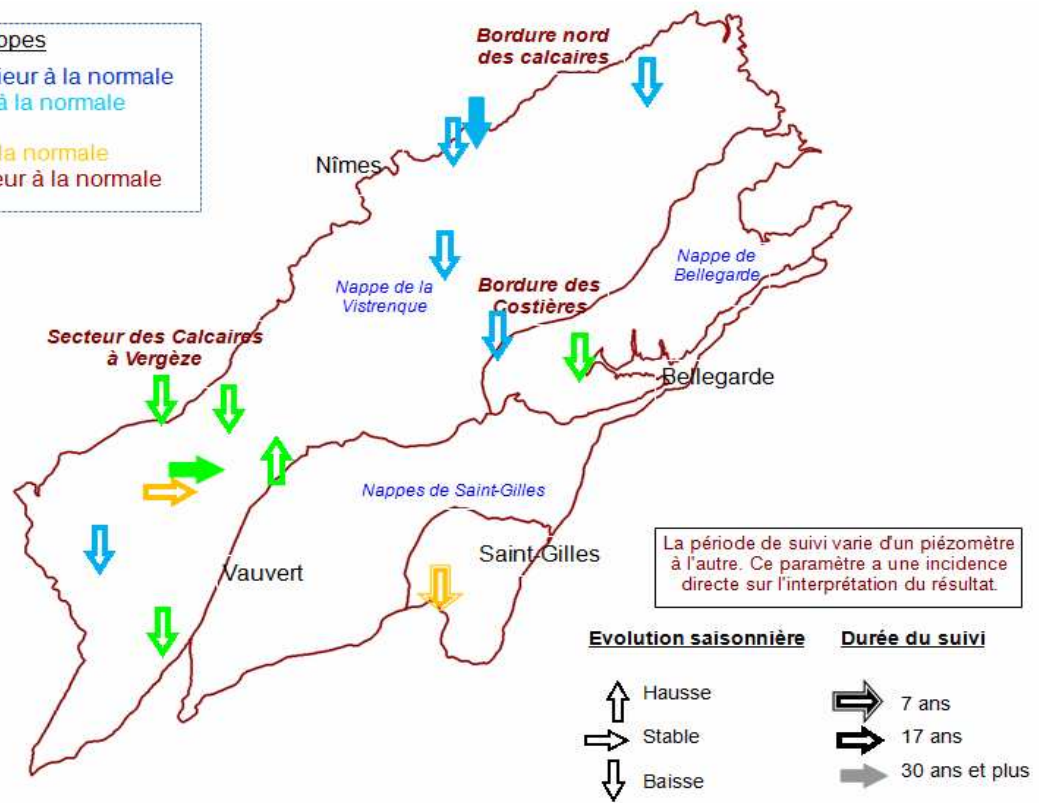 opes
ieur à la normale
à la normale
la normale
eur à la normale
Bordure nord
des calcaires
Nîmes
Nappe de
Bellegarde
Nappe de la
Vistrenque
Bordure des
Costières
Secteur des Calcaires
à Vergèze
Bellegarde
Nappes de Saint-Gilles
Saint-Gilles
Vauvert
La période de suivi varie d'un piézomètre
à l'autre. Ce paramètre a une incidence
directe sur l'interprétation du résultat.
Evolution saisonnière
Durée du suivi
Hausse
7 ans
Stable
17 ans
Baisse
30 ans et plus